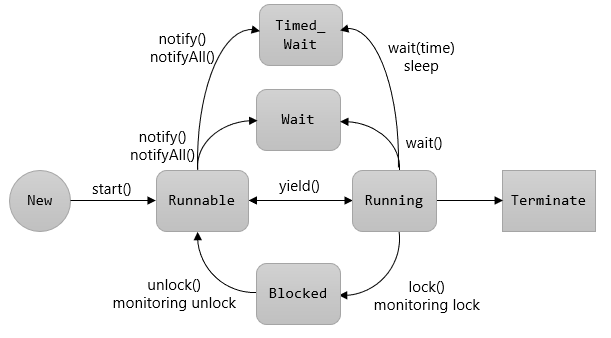 notify()
notifyAll()
Timed_
Wait
wait(time)
sleep
notify()
notifyAll()
Wait
wait()
New
start()
Runnable
yield()
Running
Terminate
unlock()
monitoring unlock
Blocked
lock()
monitoring lock